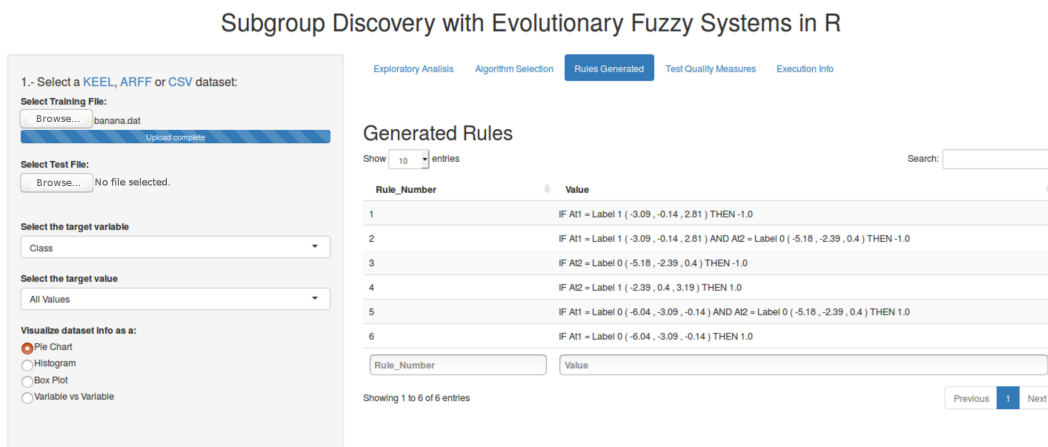 Subgroup Discovery with Evolutionary Fuzzy Systems in R
1.- Select a KEEL, ARFF or CSV dataset:
Select Training File:
Browse... banana.dat
Upload complete
Select Test File:
Browse... No file selected.
Select the target variable
Class
Select the target value
All Values
Visualize dataset info as a:
Pie Chart
Histogram
Box Plot
Variable vs Variable
Exploratory Analisis Algorithm Selection Rules Generated Test Quality Measures Execution Info
Generated Rules
Show 10 entries Search:
Rule_Number Value
1 IF At1 = Label 1 ( -3.09 , -0.14 , 2.81 ) THEN -1.0
2 IF At1 = Label 1 ( -3.09 , -0.14 , 2.81 ) AND At2 = Label 0 ( -5.18 , -2.39 , 0.4 ) THEN -1.0
3 IF At2 = Label 0 ( -5.18 , -2.39 , 0.4 ) THEN -1.0
4 IF At2 = Label 1 ( -2.39 , 0.4 , 3.19 ) THEN 1.0
5 IF At1 = Label 0 ( -6.04 , -3.09 , -0.14 ) AND At2 = Label 0 ( -5.18 , -2.39 , 0.4 ) THEN 1.0
6 IF At1 = Label 0 ( -6.04 , -3.09 , -0.14 ) THEN 1.0
Rule_Number Value
Showing 1 to 6 of 6 entries Previous 1 Next